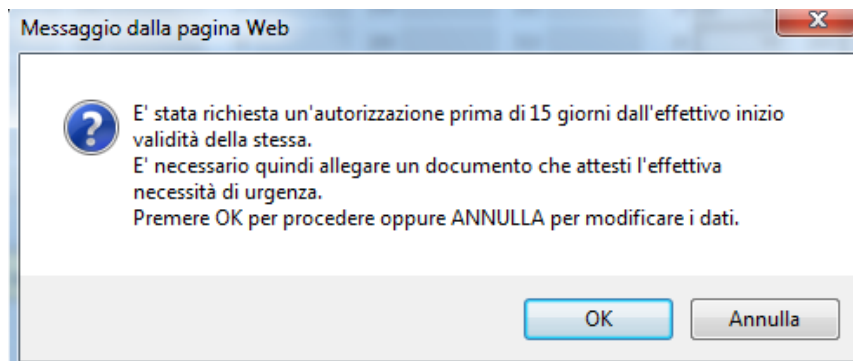 Messaggio dalla pagina Web
E' stata richiesta un'autorizzazione prima di 15 giorni dall'effettivo inizio
validità della stessa.
E' necessario quindi allegare un documento che attesti l'effettiva
necessità di urgenza.
Premere OK per procedere oppure ANNULLA per modificare i dati.
OK
Annulla